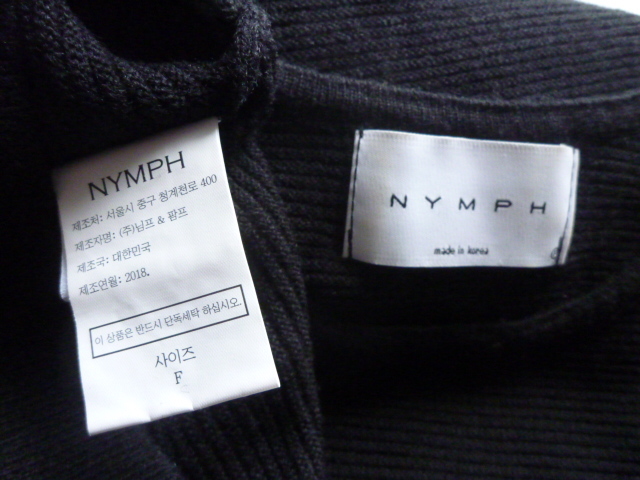 NYMPH
제조처: 서울시 중구 청계천로 400
제조자명: (주)님프 & 팜프
제조국: 대한민국
제조연월: 2018.
이 상품은 반드시 단독세탁 하십시오.
사이즈
F
NYMPH
made in korea